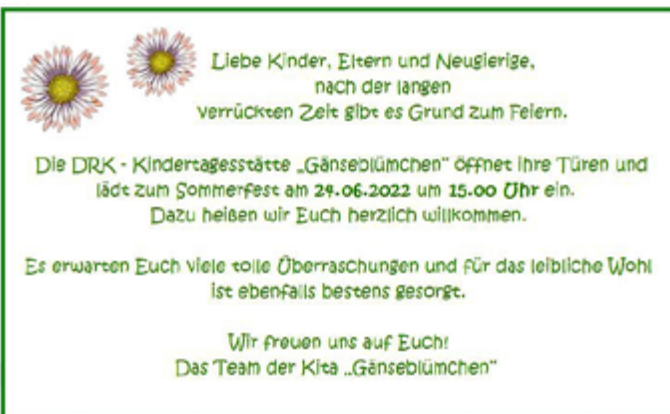 Liebe Kinder, Eltern und Neugierige,
nach der langen
verrückten Zeit gibt es Grund zum Feiern.
Die DRK - Kindertagesstätte „Gänseblümchen" öffnet ihre Türen und
lädt zum Sommerfest am 24.06.2022 um 15.00 Uhr ein.
Dazu heißen wir Euch herzlich willkommen.
Es erwarten Euch viele tolle Überraschungen und für das leibliche Wohl
ist ebenfalls bestens gesorgt.
Wir freuen uns auf Euch!
Das Team der Kita „Gänseblümchen"